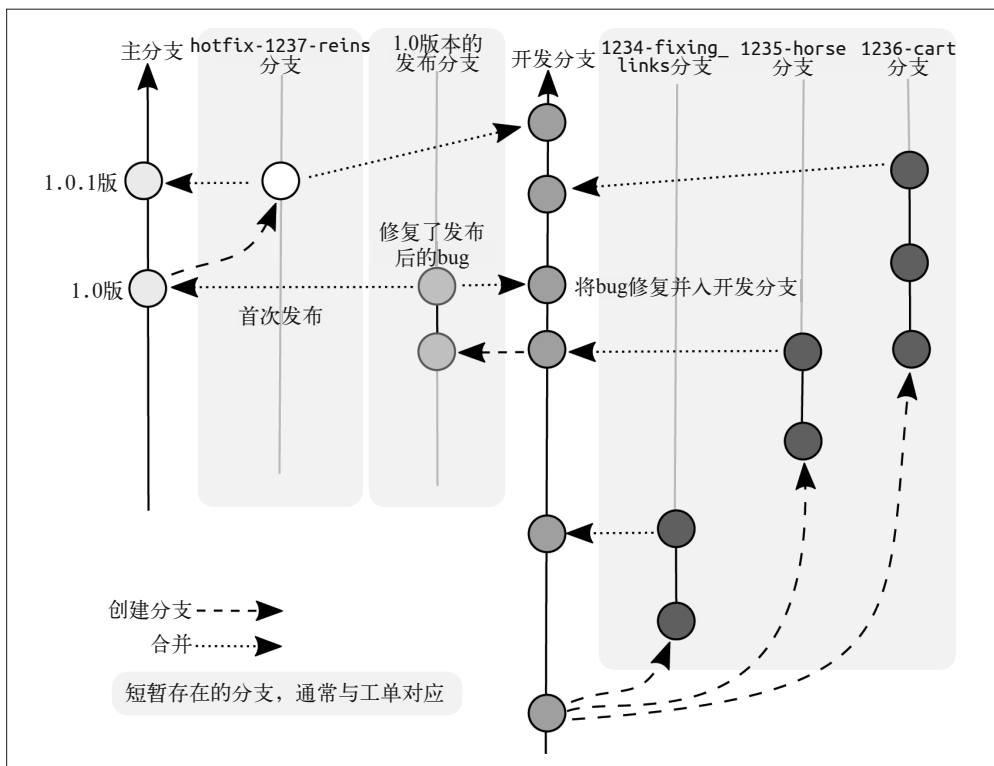 主分支
hotfix-1237-reins
分支
1.0版本的
发布分支
开发分支
1234-fixing_
links分支
1235-horse
分支
1236-cart
分支
1.0.1版
修复了发布
后的bug
1.0版
将bug修复并入开发分支
首次发布
创建分支
合并
短暂存在的分支，通常与工单对应